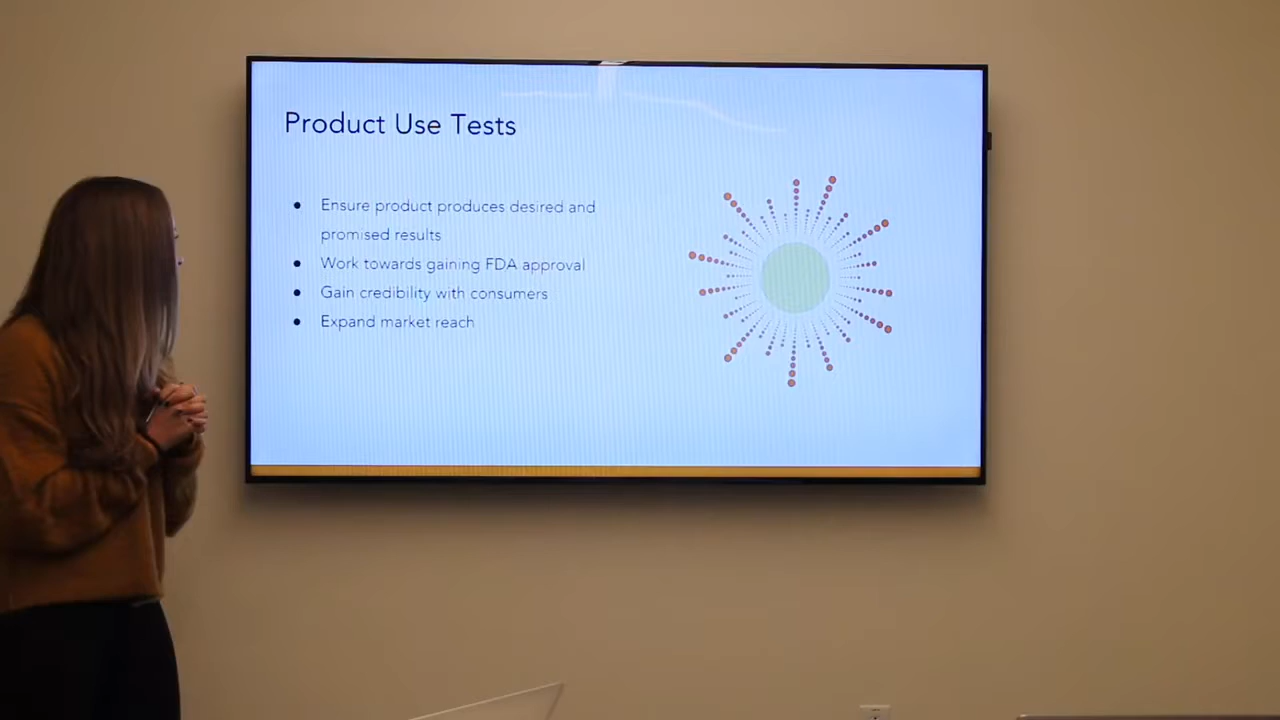 Product Use Tests
● Ensure product produces desired and
promised results
● Work towards gaining FDA approval
● Gain credibility with consumers
● Expand market reach